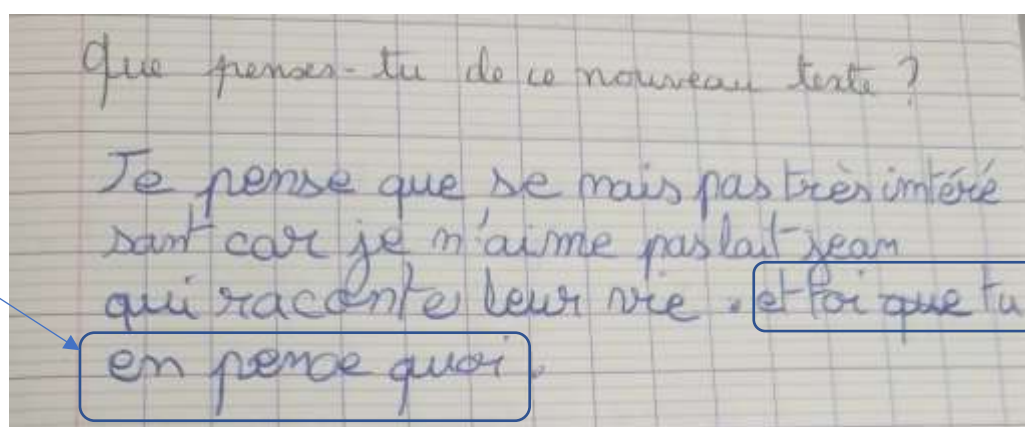 Que penses-tu de ce nouveau texte ?
Je pense que se mais pas très intéré
sant car je n'aime pas lait jean
qui raconte leur vie . et toi que tu
en pence quoi .